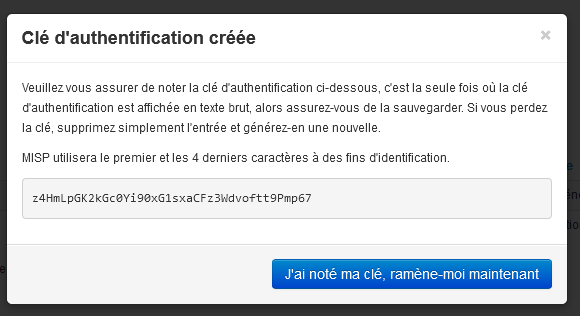 Clé d'authentification créée
×
Veuillez vous assurer de noter la clé d'authentification ci-dessous, c'est la seule fois où la clé
d'authentification est affichée en texte brut, alors assurez-vous de la sauvegarder. Si vous perdez
la clé, supprimez simplement l'entrée et générez-en une nouvelle.
MISP utilisera le premier et les 4 derniers caractères à des fins d'identification.
z4HmLpGK2kGc0Yi90xG1sxaCFz3Wdvoftt9Pmp67
J'ai noté ma clé, ramène-moi maintenant